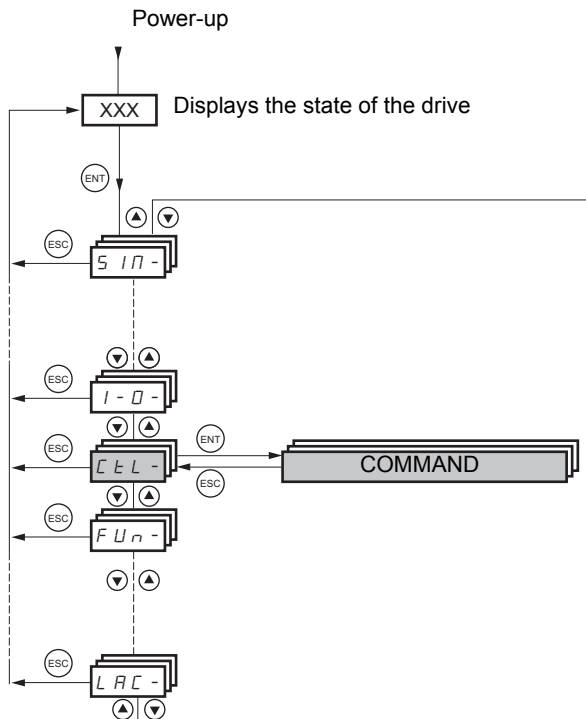 Power-up
XXX Displays the state of the drive
ENT
ESC
SIM-
ESC
I-O-
ESC
CtL-
ENT
ESC
COMMAND
ESC
FUn-
ESC
LAC-